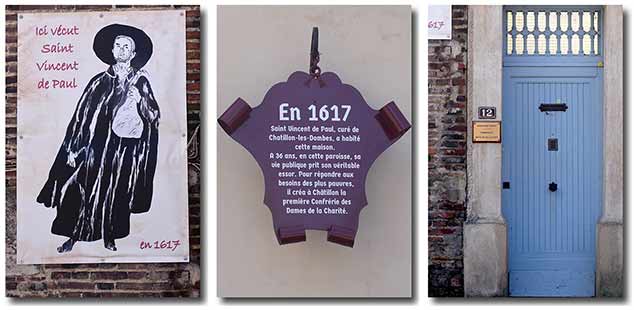 Ici vécut
Saint
Vincent
de Paul
en 1617
En 1617
Saint Vincent de Paul, curé de
Chatillon-les-Dombes, a habité
cette maison.
A 36 ans, en cette paroisse, sa
vie publique prit son véritable
essor. Pour répondre aux
besoins des plus pauvres,
il créa à Châtillon la
première Confrérie des
Dames de la Charité.
1617
12